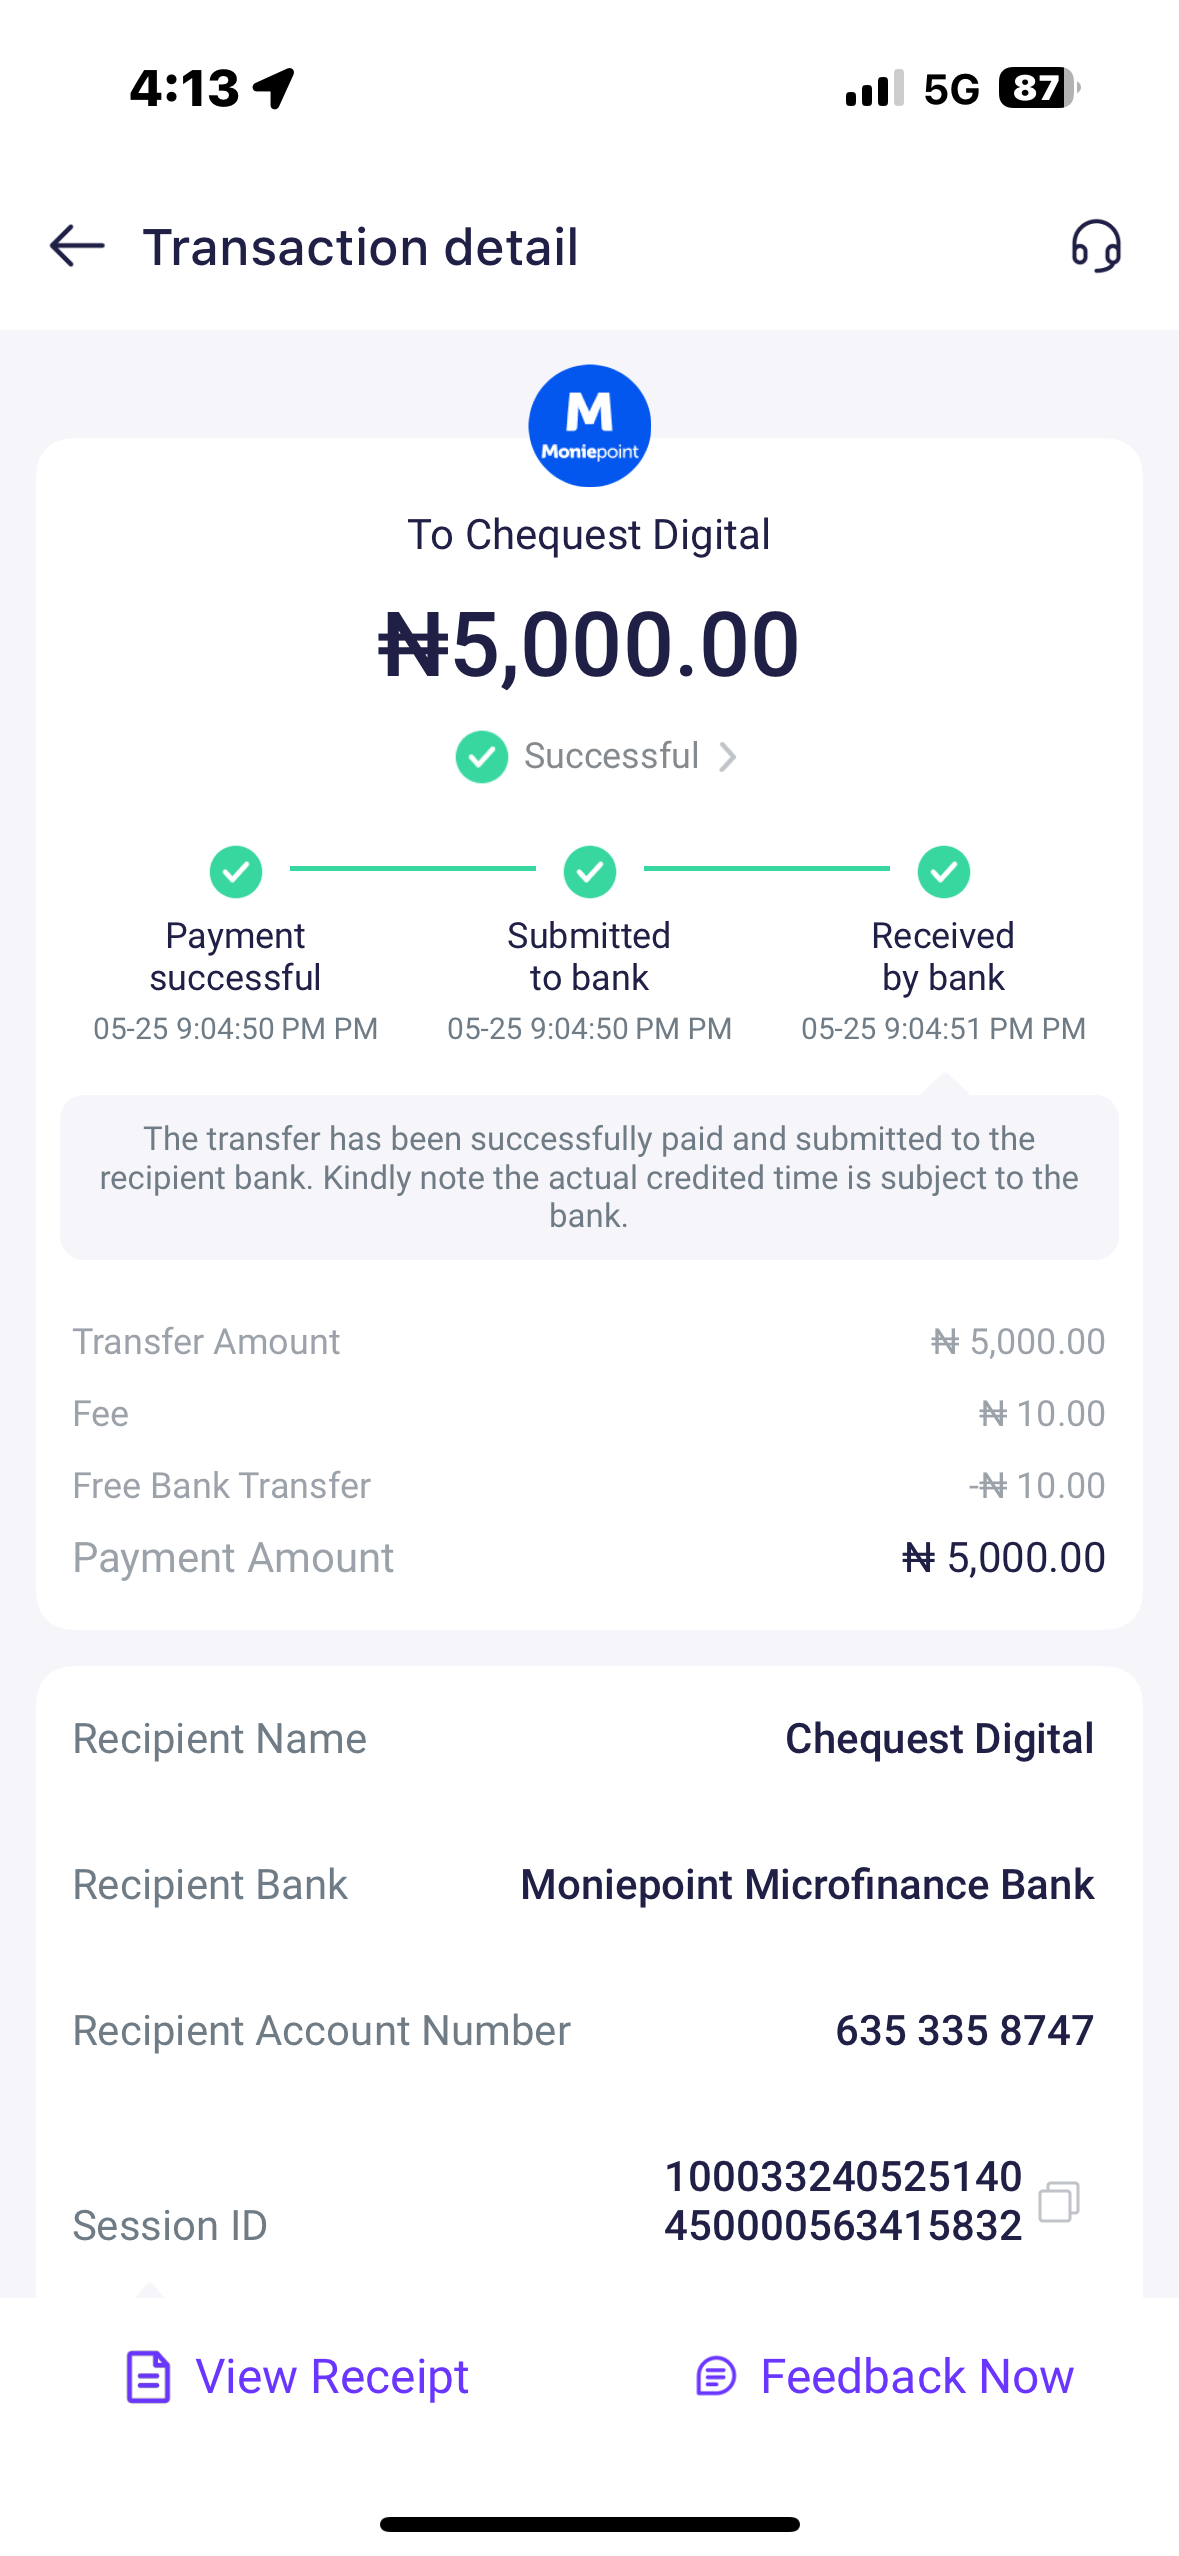 4:13
5G
87
Transaction detail
M
Moniepoint
To Chequest Digital
₦5,000.00
Successful
Payment
successful
05-25 9:04:50 PM PM
Submitted
to bank
05-25 9:04:50 PM PM
Received
by bank
05-25 9:04:51 PM PM
The transfer has been successfully paid and submitted to the
recipient bank. Kindly note the actual credited time is subject to the
bank.
Transfer Amount ₦ 5,000.00
Fee ₦ 10.00
Free Bank Transfer -₦ 10.00
Payment Amount ₦ 5,000.00
Recipient Name Chequest Digital
Recipient Bank Moniepoint Microfinance Bank
Recipient Account Number 635 335 8747
Session ID 100033240525140
450000563415832
View Receipt
Feedback Now